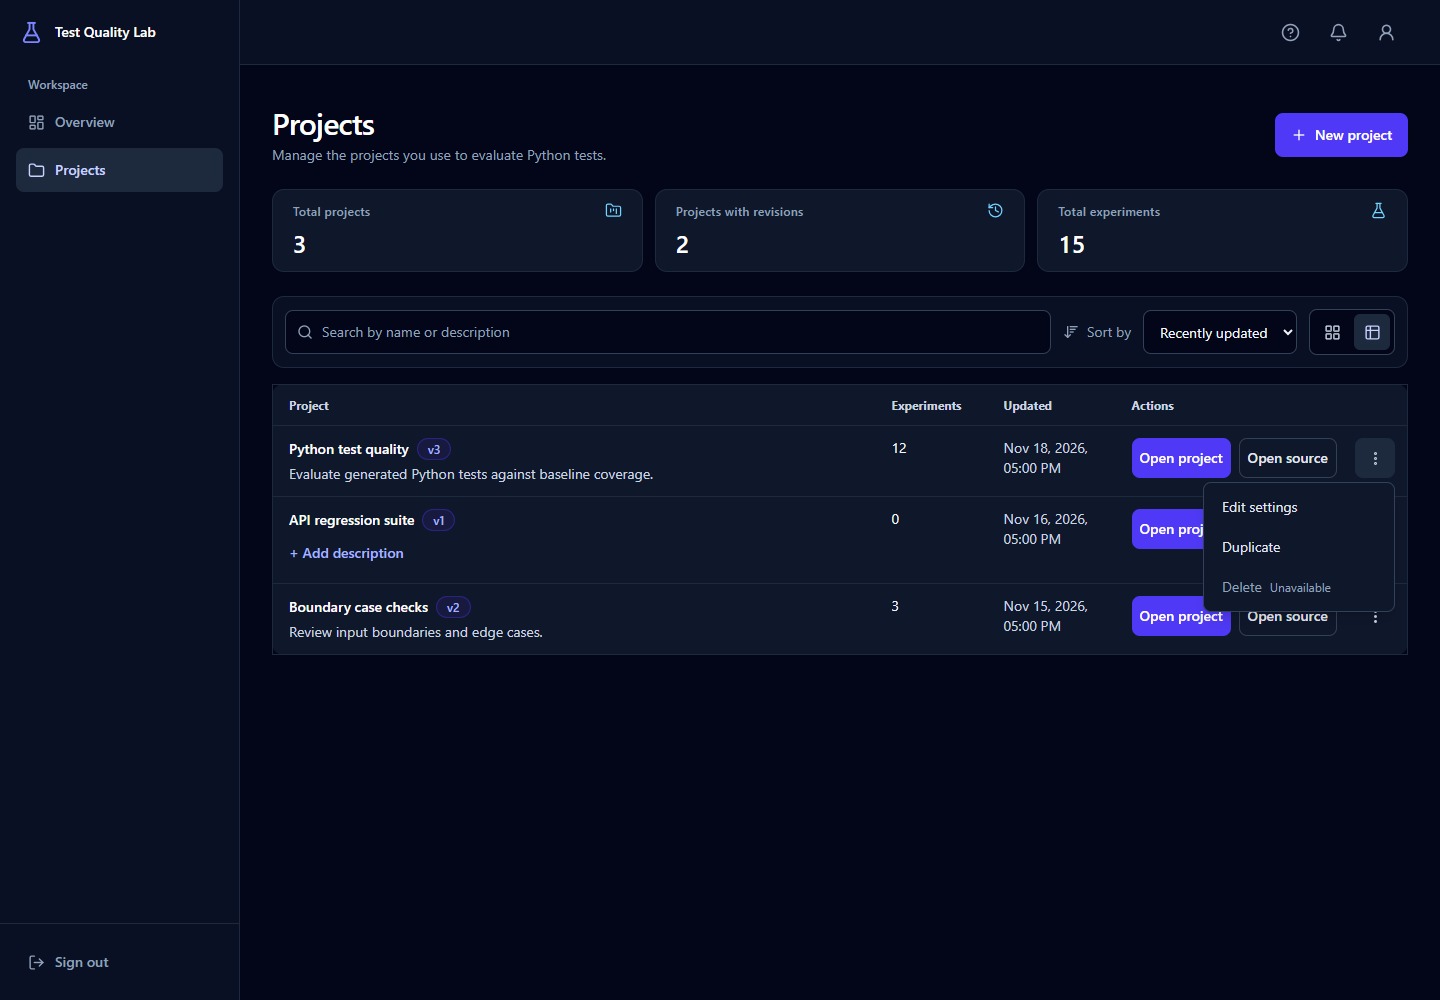 Test Quality Lab
Workspace
Overview
Projects
Sign out
Projects
Manage the projects you use to evaluate Python tests.
+ New project
Total projects
3
Projects with revisions
2
Total experiments
15
Search by name or description
Sort by
Recently updated
Project Experiments Updated Actions
Python test quality v3 12 Nov 18, 2026, 05:00 PM Open project Open source
Evaluate generated Python tests against baseline coverage.
Edit settings
Duplicate
Delete Unavailable
API regression suite v1 0 Nov 16, 2026, 05:00 PM Open proj
+ Add description
Boundary case checks v2 3 Nov 15, 2026, 05:00 PM Open project Open source
Review input boundaries and edge cases.